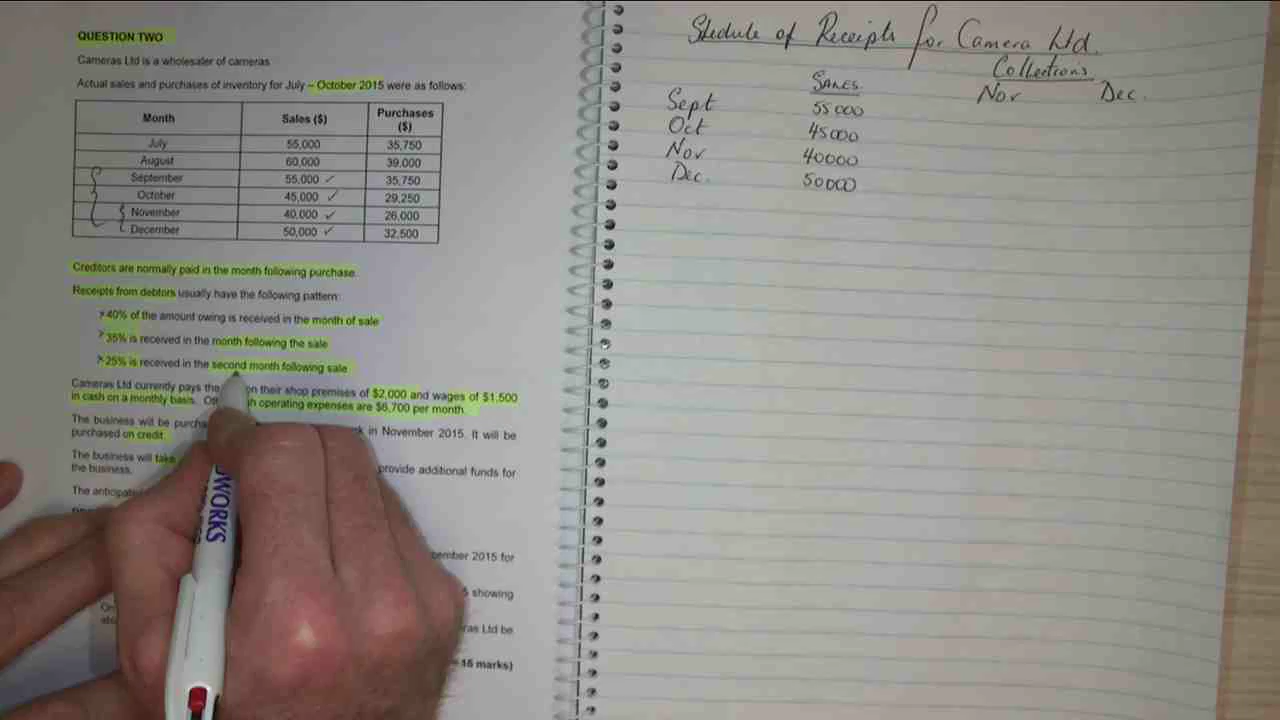 QUESTION TWO
Cameras Ltd is a wholesaler of cameras
Actual sales and purchases of inventory for July – October 2015 were as follows:
Month Sales ($) Purchases ($)
July 55,000 35,750
August 60,000 39,000
September 55,000 ✓ 35,750
October 45,000 ✓ 29,250
November 40,000 ✓ 26,000
December 50,000 ✓ 32,500
Creditors are normally paid in the month following purchase.
Receipts from debtors usually have the following pattern:
40% of the amount owing is received in the month of sale
35% is received in the month following the sale
25% is received in the second month following sale
Cameras Ltd currently pays the on their shop premises of $2,000 and wages of $1,500
in cash on a monthly basis. operating expenses are $6,700 per month.
The business will be in November 2015. It will be
purchased on credit.
The business will take provide additional funds for
the business.
The
2015 for
showing
Ltd be
16 marks)
WORKS
Shedule of Receipts for Camera Ltd.
Collections
SALES Nov Dec.
Sept 55000
Oct 45000
Nov 40000
Dec. 50000